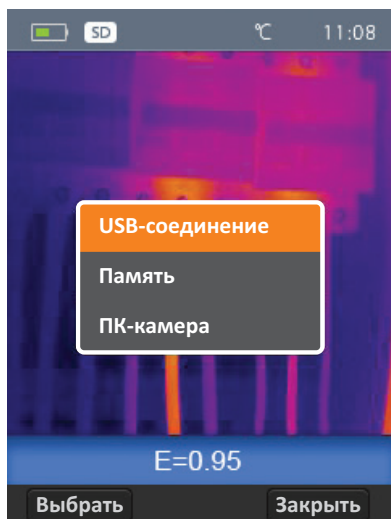 SD ℃ 11:08
USB-соединение
Память
ПК-камера
E=0.95
Выбрать Закрыть